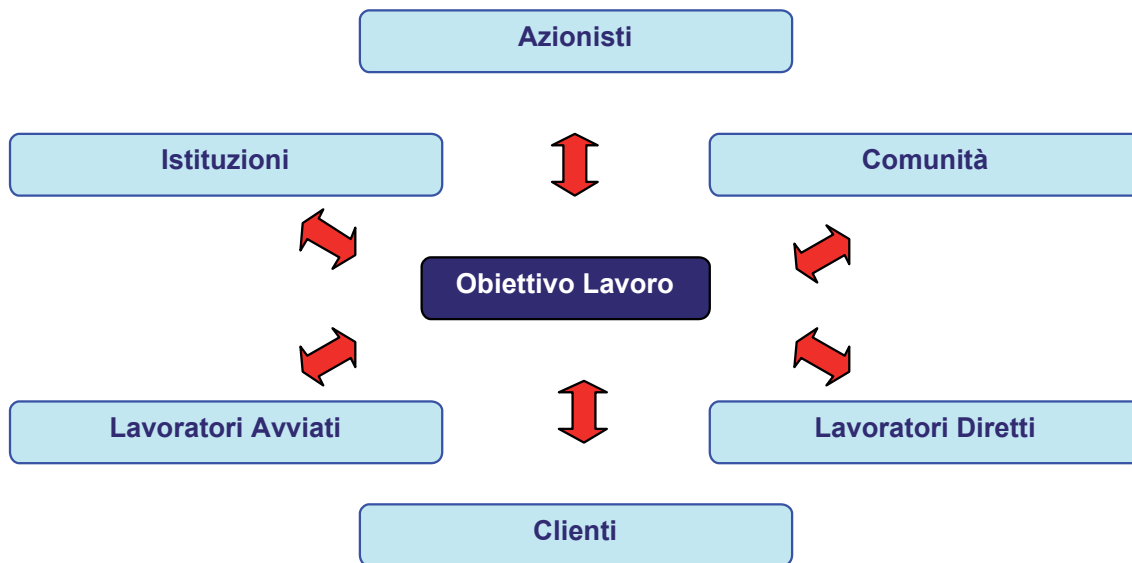 Azionisti
Istituzioni
Comunità
Obiettivo Lavoro
Lavoratori Avviati
Lavoratori Diretti
Clienti